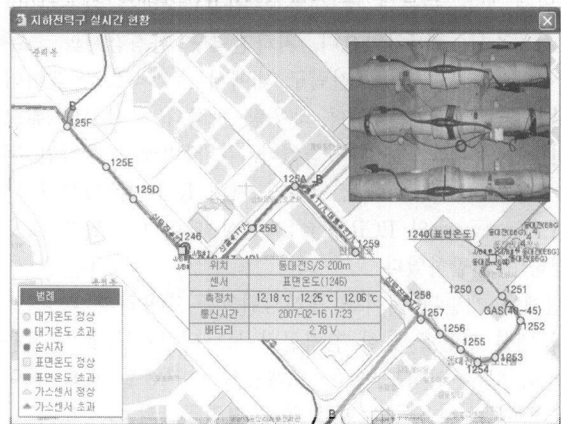 지하전력구 실시간 현황
125F
125E
125D
1246
125A
B
125B
1259
1240(표면온도)
1250
1251
GAS(40~45)
1252
1258
1257
1256
1255
1254
1253
B
위치 동대전S/S 200m
센서 표면온도(1246)
측정치 12,18 ℃ 12,25 ℃ 12,06 ℃
통신시간 2007-02-16 17:23
배터리 2,78 V
범례
대기온도 정상
대기온도 초과
순시자
표면온도 정상
표면온도 초과
가스센서 정상
가스센서 초과